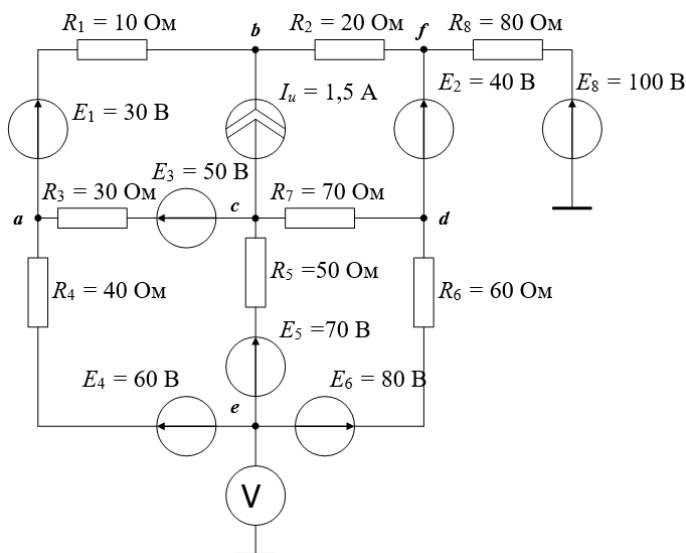 R₁ = 10 Ом
b
R₂ = 20 Ом
f
R₈ = 80 Ом
E₁ = 30 В
Iᵤ = 1,5 А
E₂ = 40 В
E₈ = 100 В
E₃ = 50 В
R₃ = 30 Ом
c
R₇ = 70 Ом
a
d
R₄ = 40 Ом
R₅ =50 Ом
R₆ = 60 Ом
E₅ =70 В
E₄ = 60 В
e
E₆ = 80 В
V